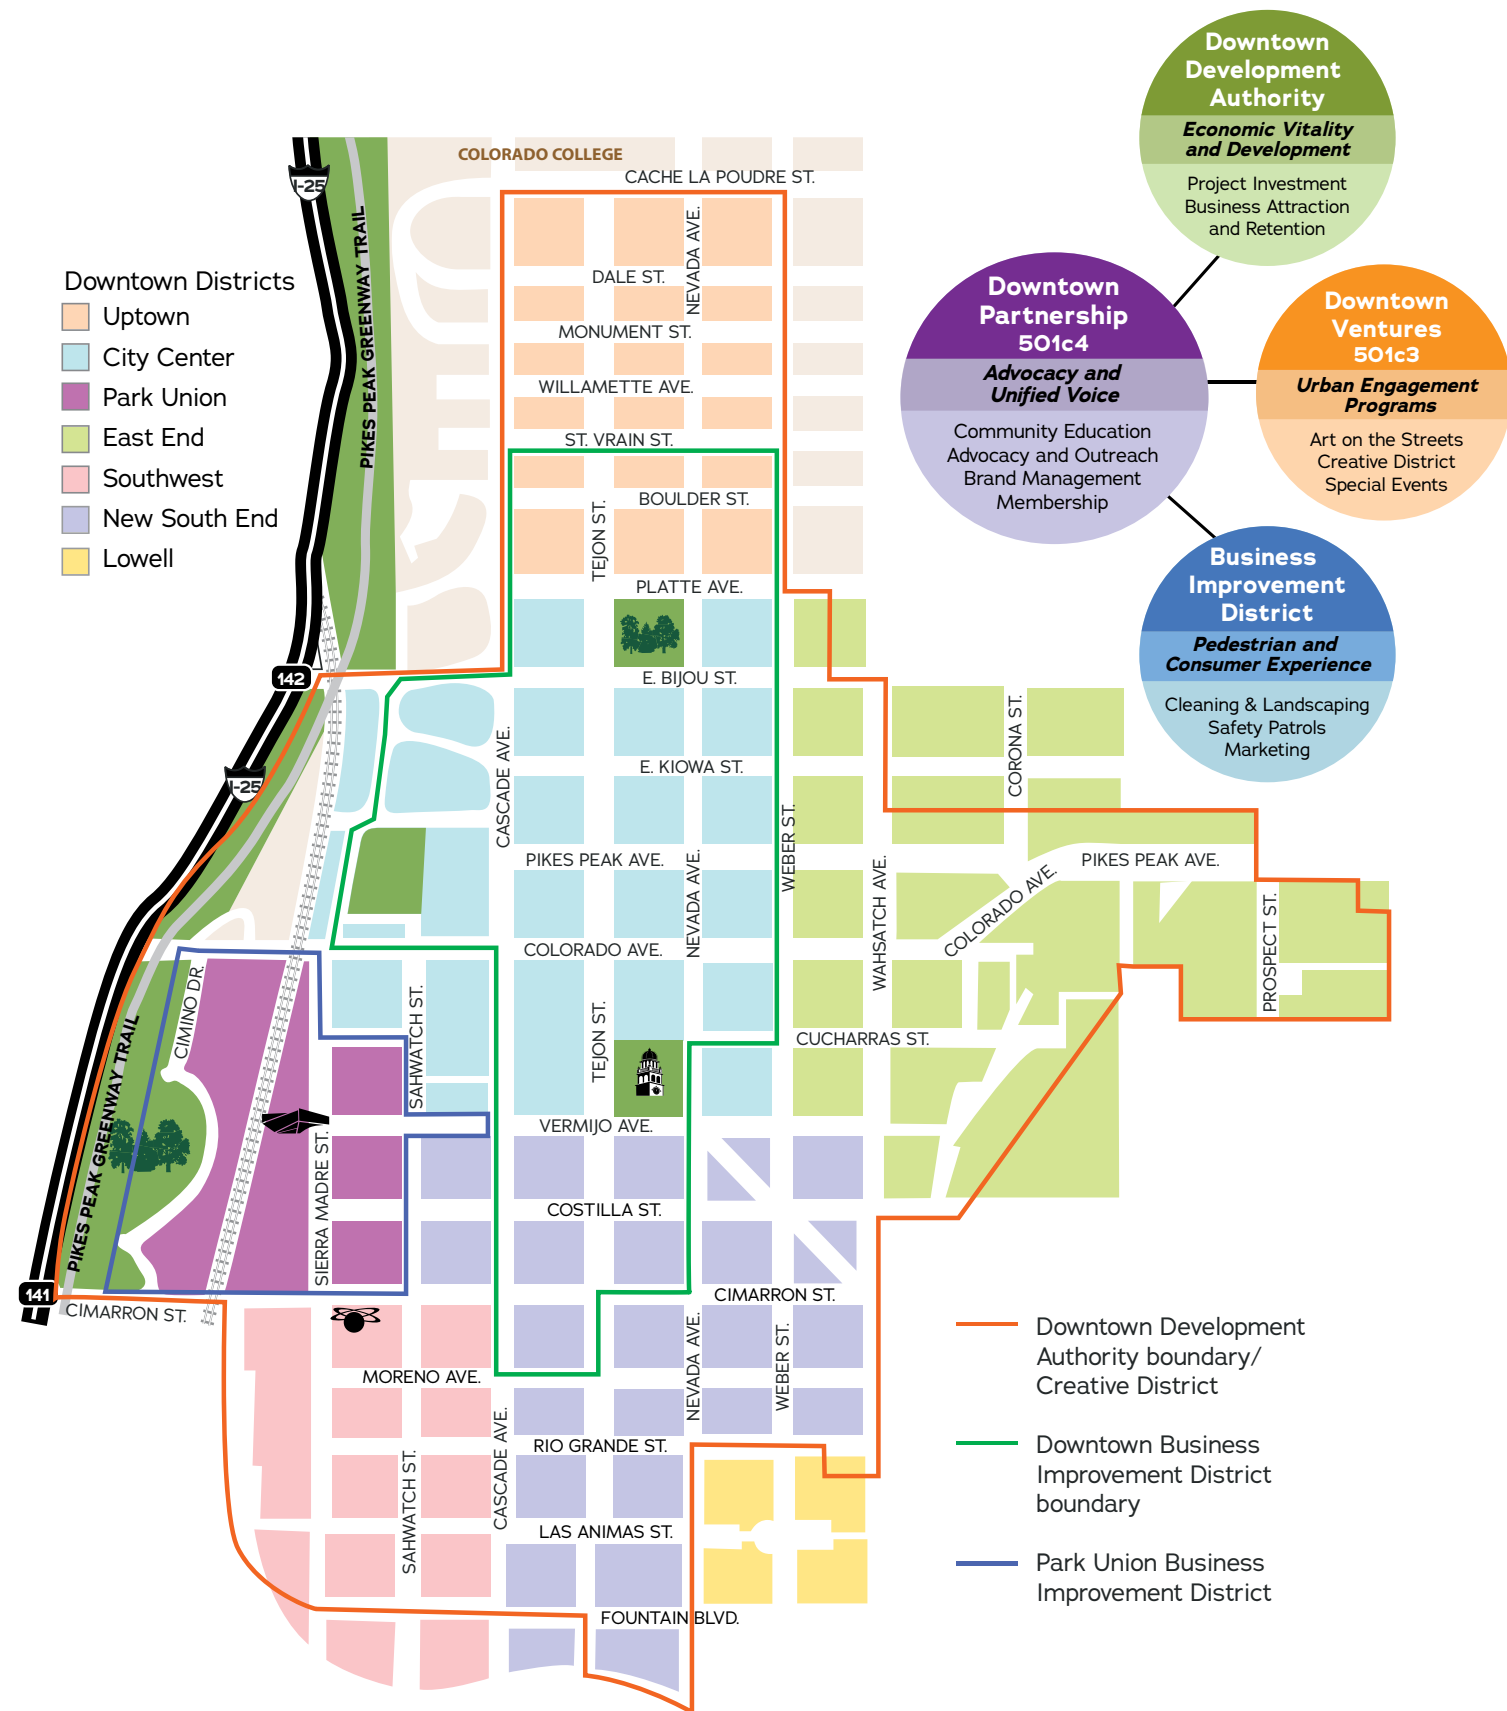 Downtown
Development
Authority
Economic Vitality
and Development
Project Investment
Business Attraction
and Retention
Downtown
Partnership
501c4
Advocacy and
Unified Voice
Community Education
Advocacy and Outreach
Brand Management
Membership
Downtown
Ventures
501c3
Urban Engagement
Programs
Art on the Streets
Creative District
Special Events
Business
Improvement
District
Pedestrian and
Consumer Experience
Cleaning & Landscaping
Safety Patrols
Marketing
Downtown Districts
Uptown
City Center
Park Union
East End
Southwest
New South End
Lowell
COLORADO COLLEGE
CACHE LA POUDRE ST.
I-25
PIKES PEAK GREENWAY TRAIL
NEVADA AVE.
DALE ST.
MONUMENT ST.
WILLAMETTE AVE.
ST. VRAIN ST.
BOULDER ST.
TEJON ST.
PLATTE AVE.
142
E. BIJOU ST.
CASCADE AVE.
CORONA ST.
I-25
E. KIOWA ST.
WEBER ST.
PIKES PEAK AVE.
PIKES PEAK AVE.
NEVADA AVE.
WAHSATCH AVE.
COLORADO AVE.
PROSPECT ST.
COLORADO AVE.
CIMINO DR.
SAHWATCH ST.
TEJON ST.
CUCHARRAS ST.
PIKES PEAK GREENWAY TRAIL
VERMIJO AVE.
SIERRA MADRE ST.
COSTILLA ST.
141
CIMARRON ST.
CIMARRON ST.
NEVADA AVE.
WEBER ST.
MORENO AVE.
CASCADE AVE.
RIO GRANDE ST.
SAHWATCH ST.
LAS ANIMAS ST.
FOUNTAIN BLVD.
Downtown Development
Authority boundary/
Creative District
Downtown Business
Improvement District
boundary
Park Union Business
Improvement District